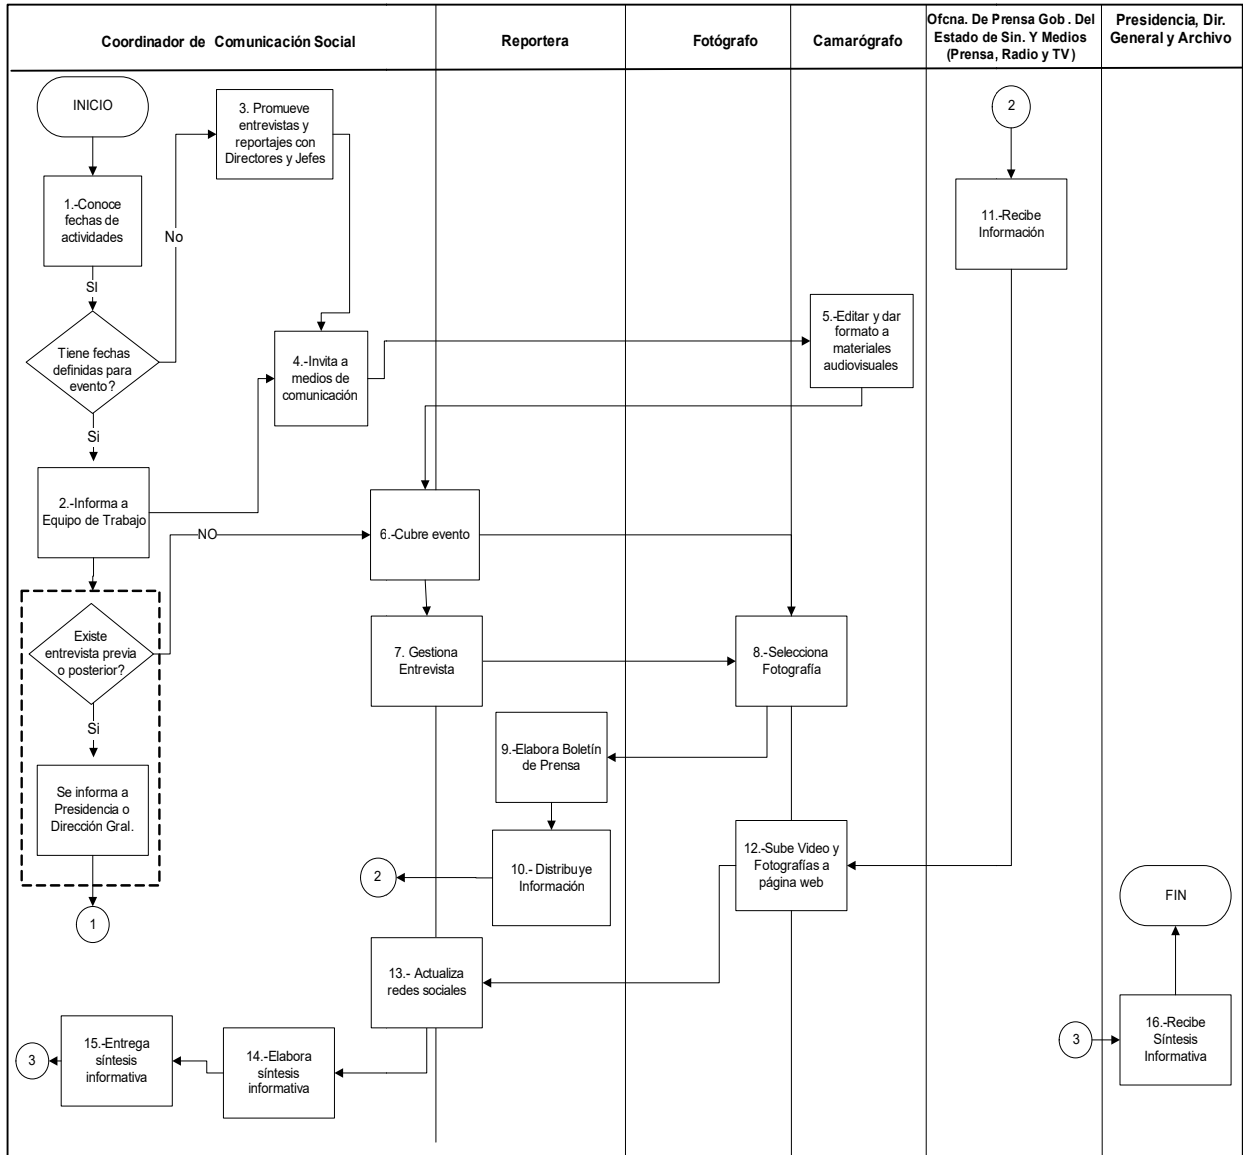 Coordinador de Comunicación Social
Reportera
Fotógrafo
Camarógrafo
Ofcna. De Prensa Gob. Del
Estado de Sin. Y Medios
(Prensa, Radio y TV)
Presidencia, Dir.
General y Archivo
INICIO
3. Promueve
entrevistas y
reportajes con
Directores y Jefes
2
1.-Conoce
fechas de
actividades
No
11.-Recibe
Información
SI
Tiene fechas
definidas para
evento?
4.-Invita a
medios de
comunicación
5.-Editar y dar
formato a
materiales
audiovisuales
Si
2.-Informa a
Equipo de Trabajo
NO
6.-Cubre evento
Existe
entrevista previa
o posterior?
7. Gestiona
Entrevista
8.-Selecciona
Fotografía
Si
9.-Elabora Boletín
de Prensa
Se informa a
Presidencia o
Dirección Gral.
12.-Sube Video y
Fotografías a
página web
2
10.- Distribuye
Información
FIN
1
13.- Actualiza
redes sociales
3
15.-Entrega
síntesis
informativa
14.-Elabora
síntesis
informativa
3
16.-Recibe
Síntesis
Informativa